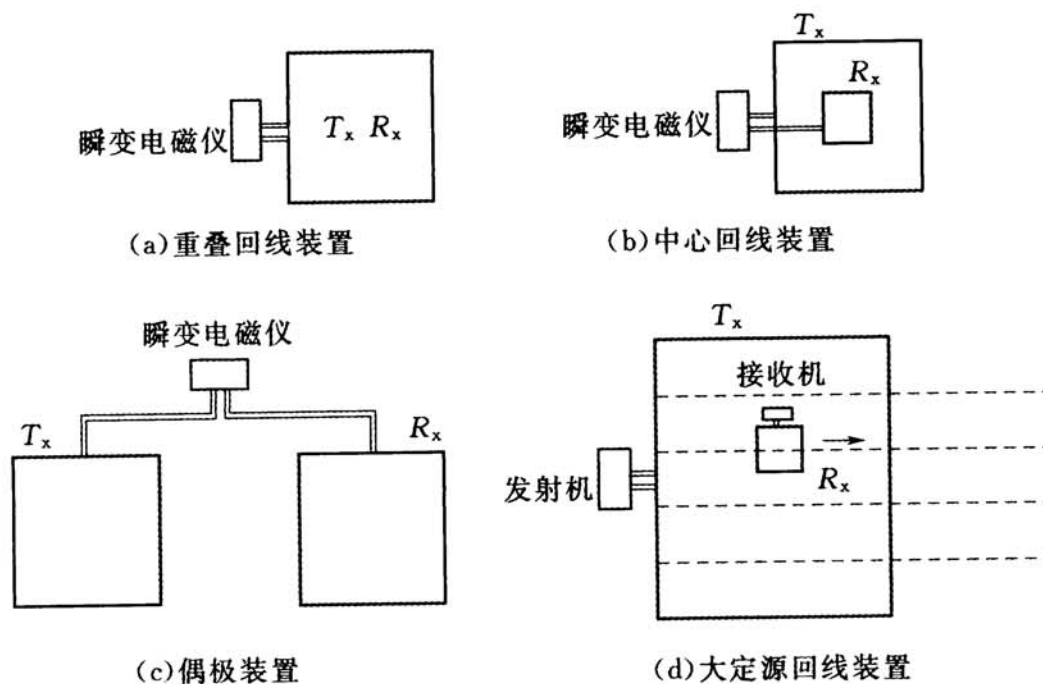 瞬变电磁仪
Tx Rx
(a)重叠回线装置
Tx
Rx
瞬变电磁仪
(b)中心回线装置
瞬变电磁仪
Tx
Rx
(c)偶极装置
Tx
接收机
发射机
Rx
(d)大定源回线装置